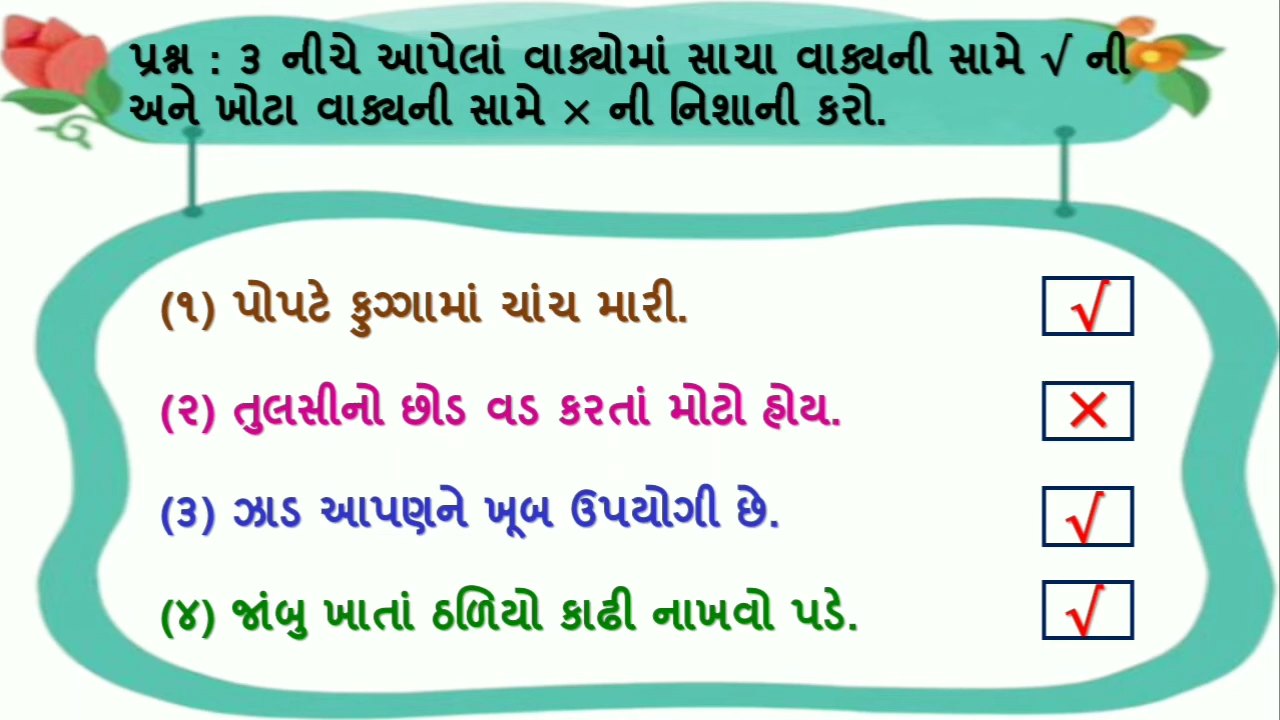 પ્રશ્ન : ૩ નીચે આપેલાં વાક્યોમાં સાચા વાક્યની સામે √ ની
અને ખોટા વાક્યની સામે × ની નિશાની કરો.
(૧) પોપટે ફુગ્ગામાં ચાંચ મારી. √
(૨) તુલસીનો છોડ વડ કરતાં મોટો હોય. ×
(૩) ઝાડ આપણને ખૂબ ઉપયોગી છે. √
(૪) જાંબુ ખાતાં ઠળિયો કાઢી નાખવો પડે. √